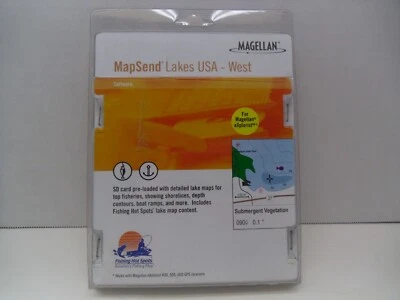 MAGELLAN
MapSend® Lakes USA - West
Software
For
Magellan®
eXplorist™
SD card pre-loaded with detailed lake maps for
top fisheries, showing shorelines, depth
contours, boat ramps, and more. Includes
Fishing Hot Spots® lake map content.
Submergent Vegetation
Fishing Hot Spots